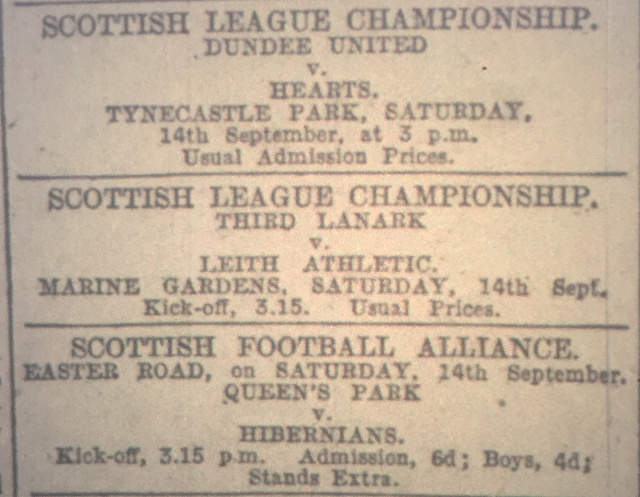 SCOTTISH LEAGUE CHAMPIONSHIP.
DUNDEE UNITED
v.
HEARTS.
TYNECASTLE PARK, SATURDAY,
14th September, at 3 p.m.
Usual Admission Prices.
SCOTTISH LEAGUE CHAMPIONSHIP.
THIRD LANARK
v.
LEITH ATHLETIC.
MARINE GARDENS, SATURDAY, 14th Sept.
Kick-off, 3.15. Usual Prices.
SCOTTISH FOOTBALL ALLIANCE.
EASTER ROAD, on SATURDAY, 14th September.
QUEEN'S PARK
v.
HIBERNIANS.
Kick-off, 3.15 p.m. Admission, 6d; Boys, 4d;
Stands Extra.